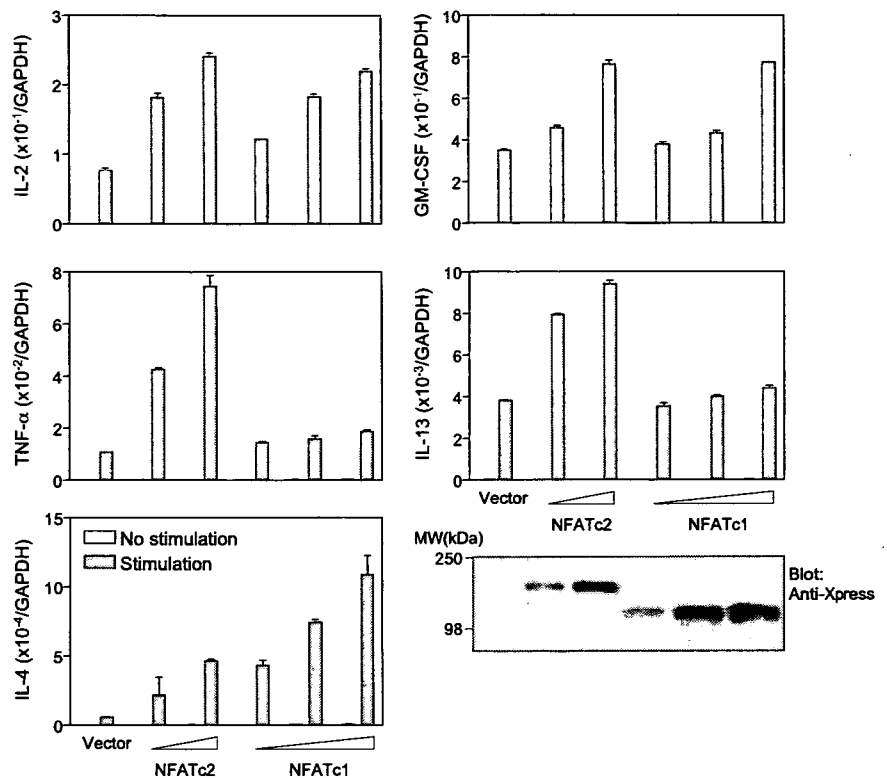 3
2
1
0
IL-2 (x10⁻¹/GAPDH)
10
8
6
4
2
0
GM-CSF (x10⁻¹/GAPDH)
8
6
4
2
0
TNF-α (x10⁻²/GAPDH)
10
8
6
4
2
0
IL-13 (x10⁻³/GAPDH)
Vector
NFATc2
NFATc1
15
10
5
0
IL-4 (x10⁻⁴/GAPDH)
No stimulation
Stimulation
Vector
NFATc2
NFATc1
MW(kDa)
250
98
Blot:
Anti-Xpress